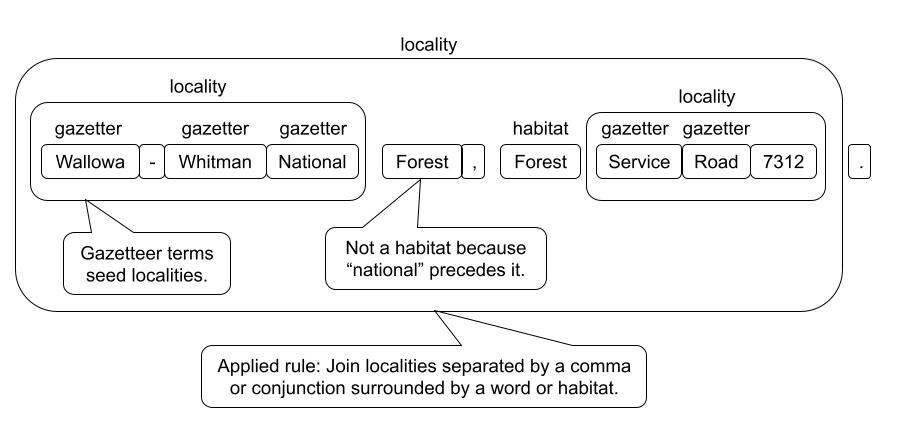 locality
locality
locality
gazetter gazetter gazetter habitat gazetter gazetter
Wallowa - Whitman National Forest , Forest Service Road 7312 .
Gazetteer terms
seed localities.
Not a habitat because
“national” precedes it.
Applied rule: Join localities separated by a comma
or conjunction surrounded by a word or habitat.